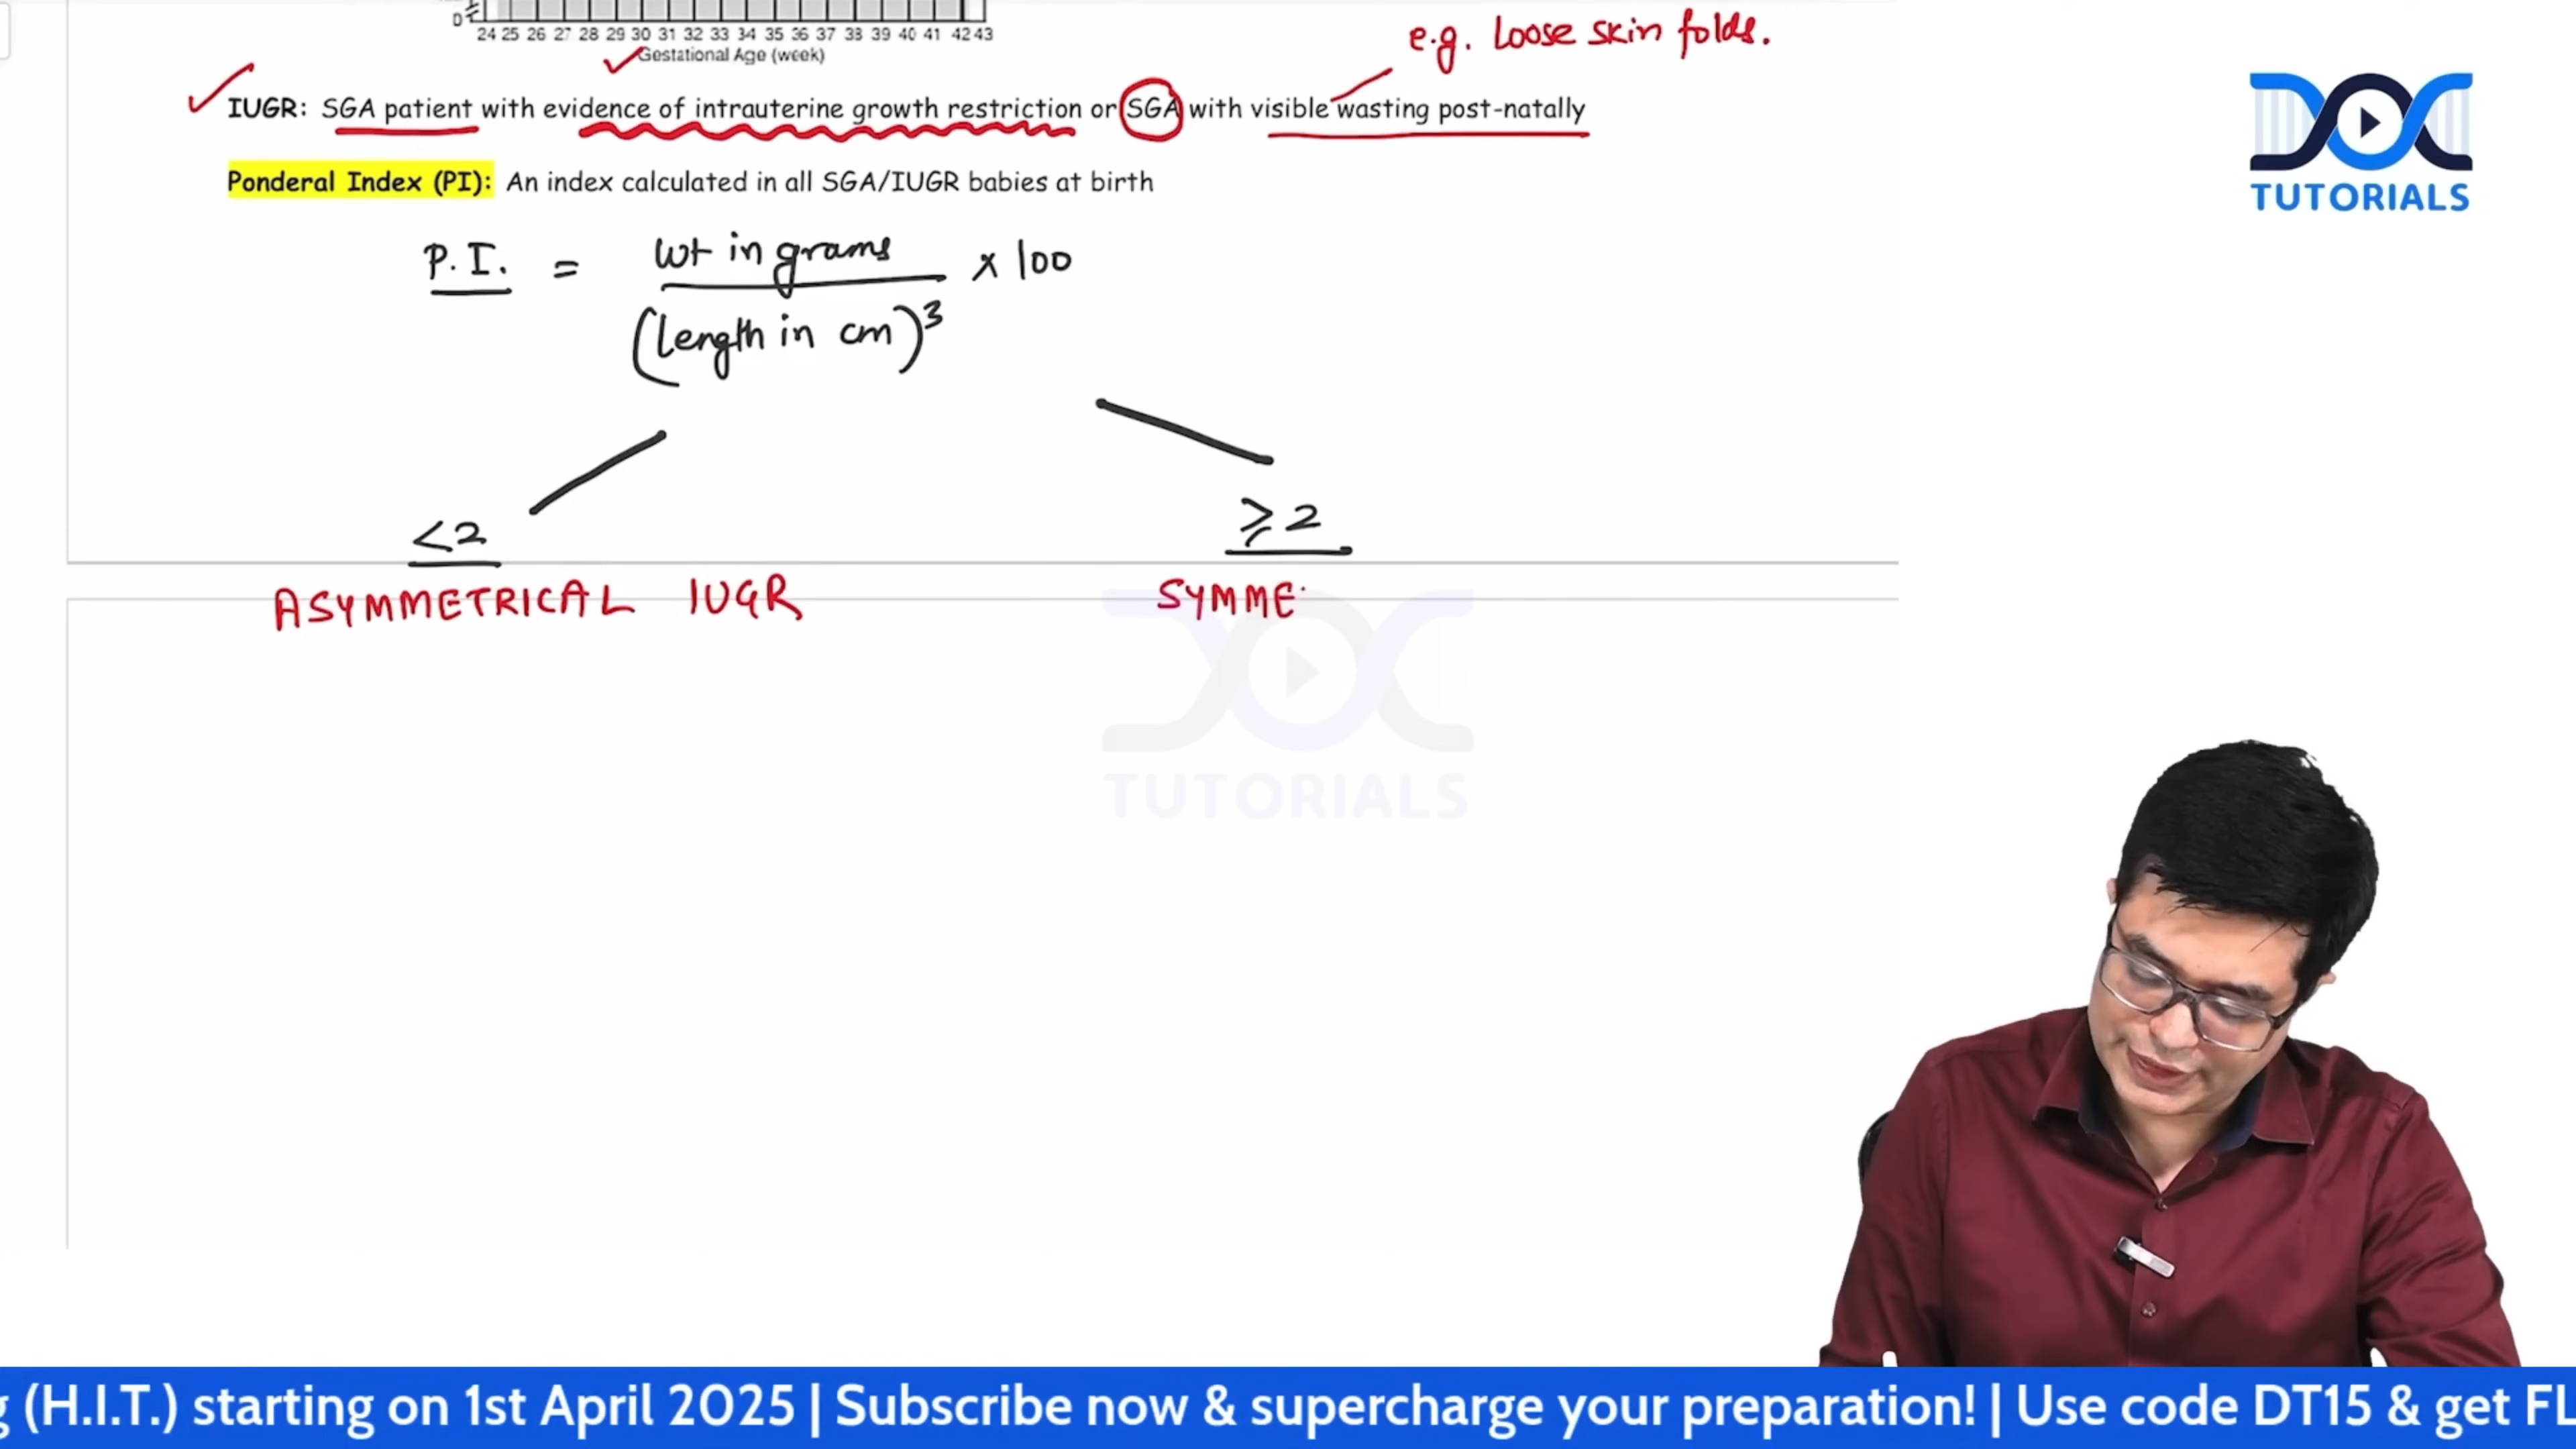 0
24 25 26 27 28 29 30 31 32 33 34 35 36 37 38 39 40 41 42 43
Gestational Age (week)
e.g. Loose skin folds.
IUGR: SGA patient with evidence of intrauterine growth restriction or SGA with visible wasting post-natally
Ponderal Index (PI): An index calculated in all SGA/IUGR babies at birth
P.I. = wt in grams × 100
(length in cm)³
<2
≥2
ASYMMETRICAL IUGR
SYMME
DOC
TUTORIALS
DOC
TUTORIALS
g (H.I.T.) starting on 1st April 2025 | Subscribe now & supercharge your preparation! | Use code DT15 & get FL